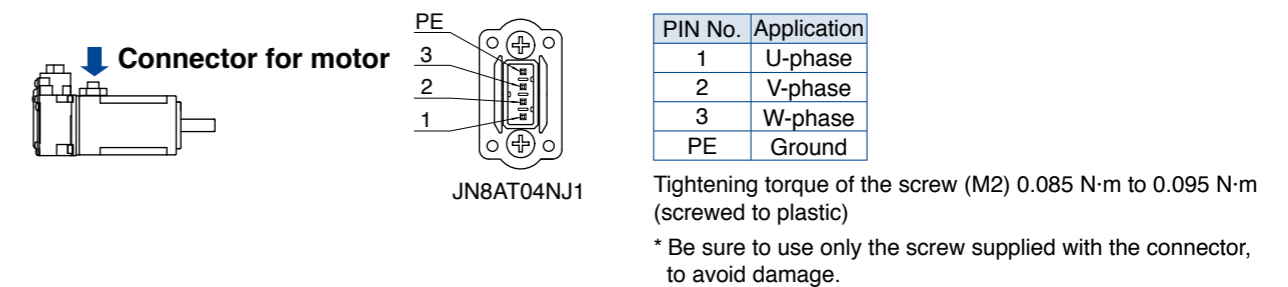 Connector for motor
PE
3
2
1
JN8AT04NJ1
PIN No. Application
1 U-phase
2 V-phase
3 W-phase
PE Ground
Tightening torque of the screw (M2) 0.085 N·m to 0.095 N·m
(screwed to plastic)
* Be sure to use only the screw supplied with the connector,
to avoid damage.